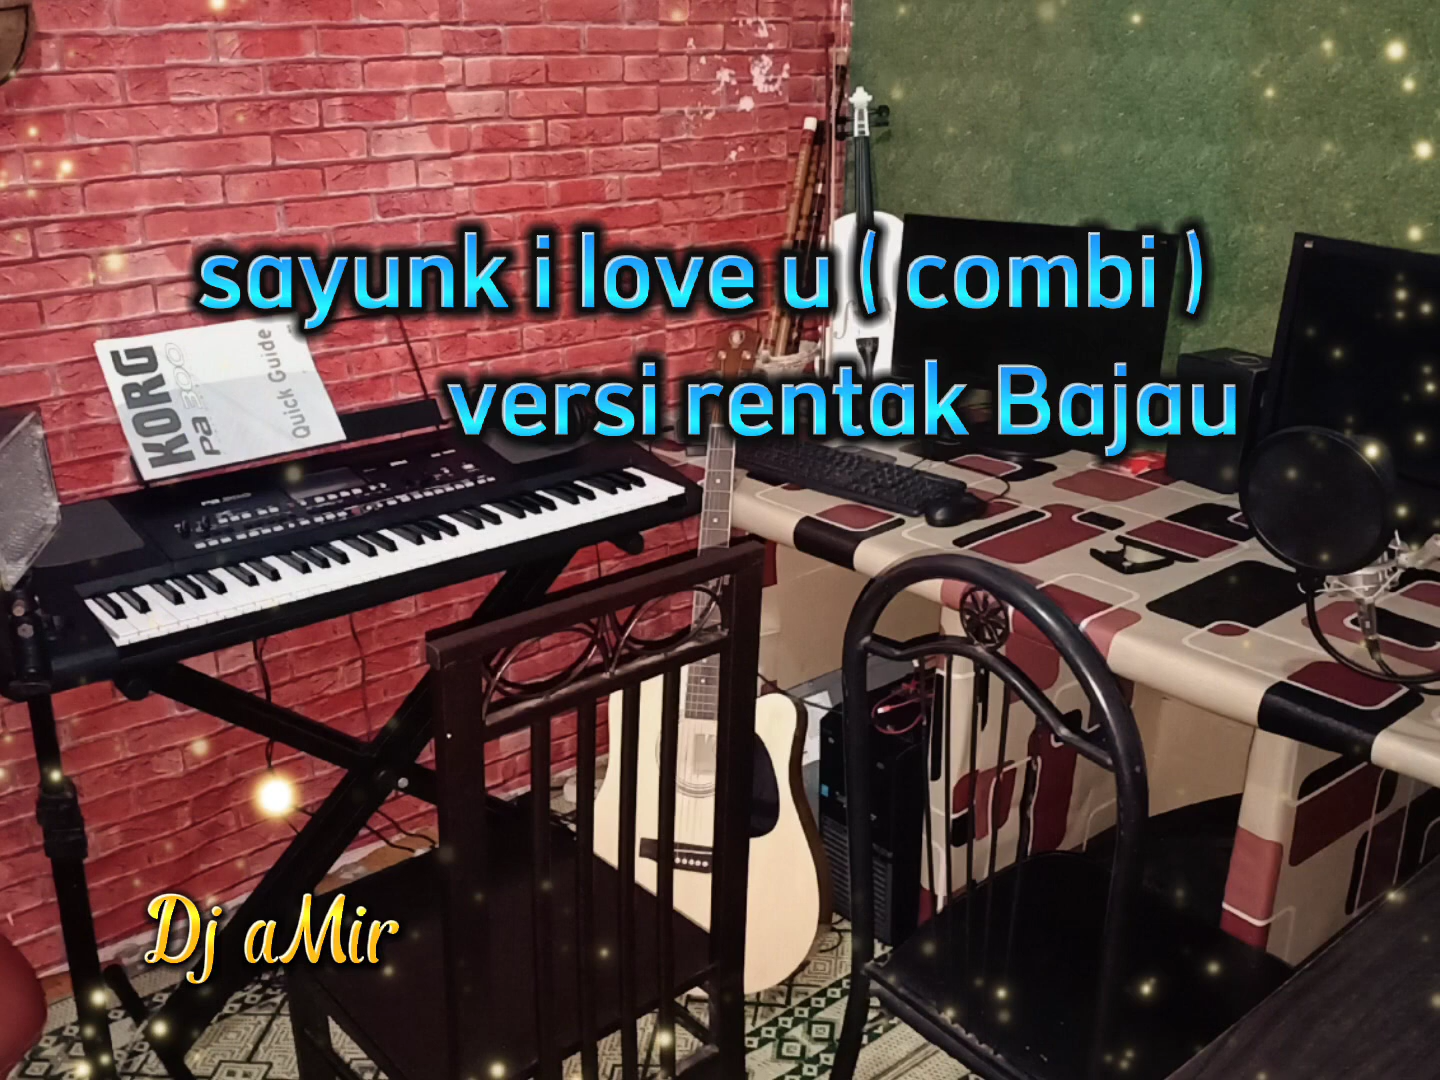 sayunk i love u ( combi )
versi rentak Bajau
KORG
Pa 300
Quick Guide
Dj aMir